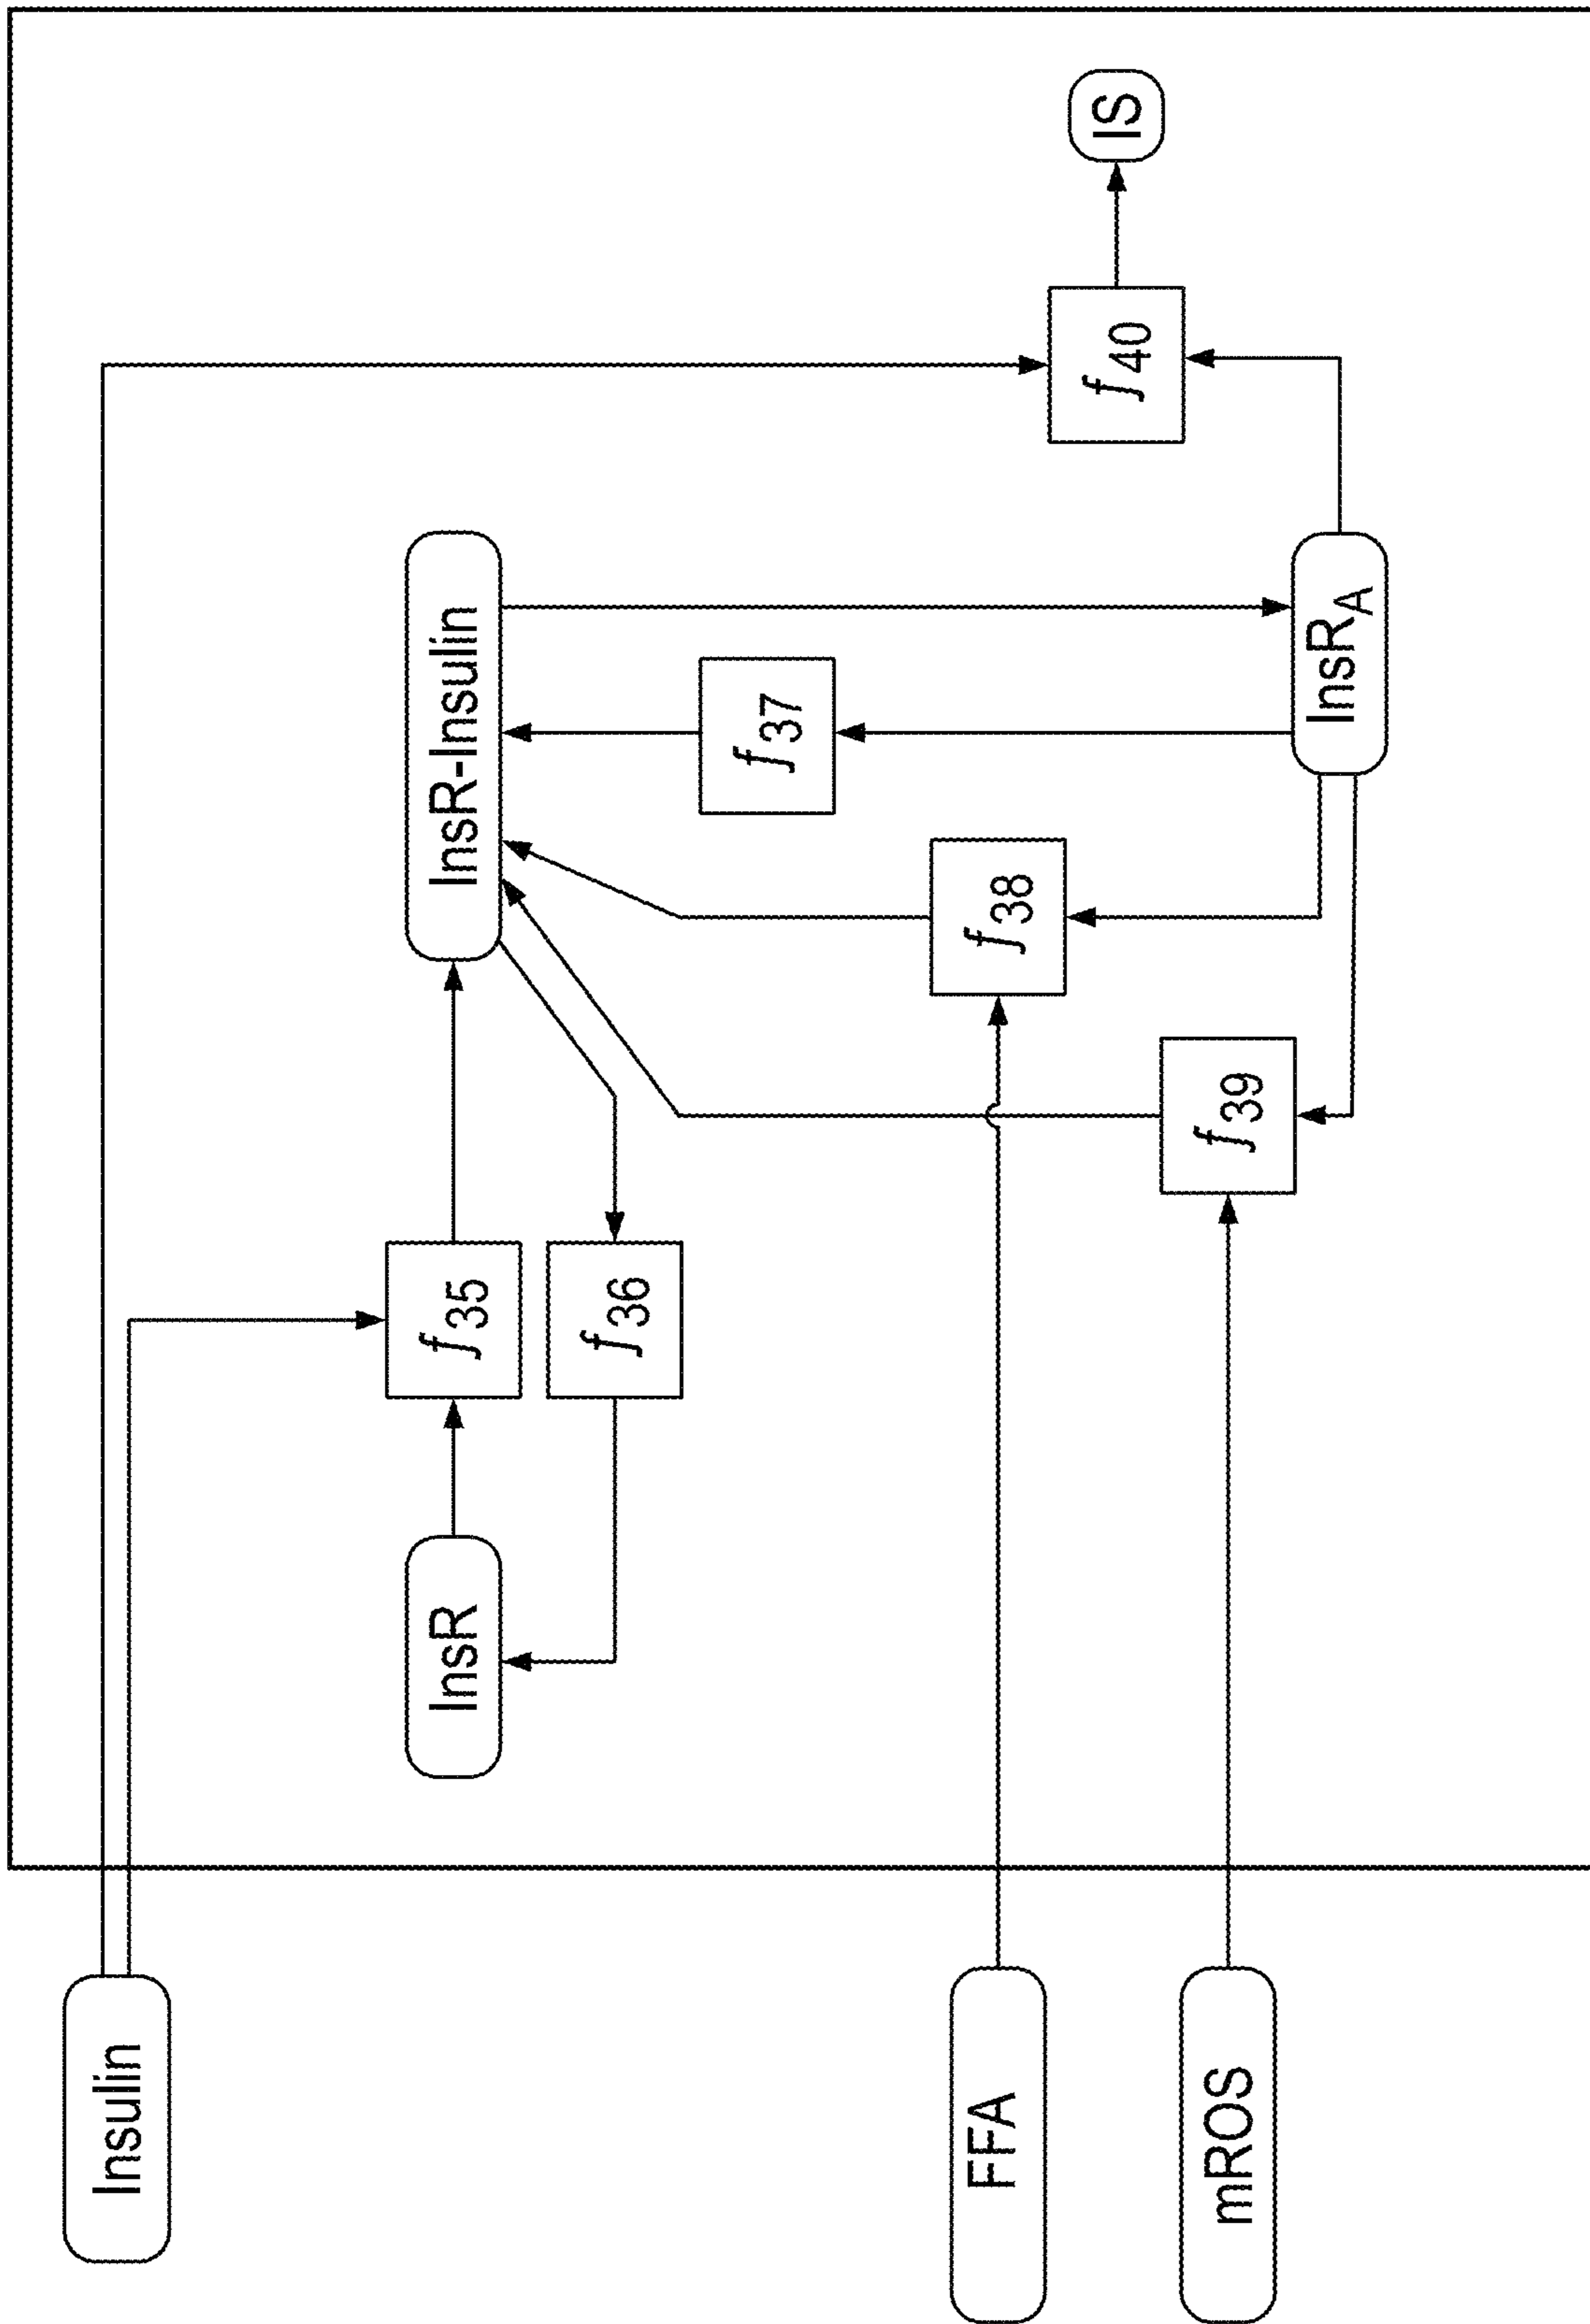 Insulin
f35
InsR
f36
InsR-Insulin
f37
f38
FFA
f39
mROS
InsRA
f40
IS